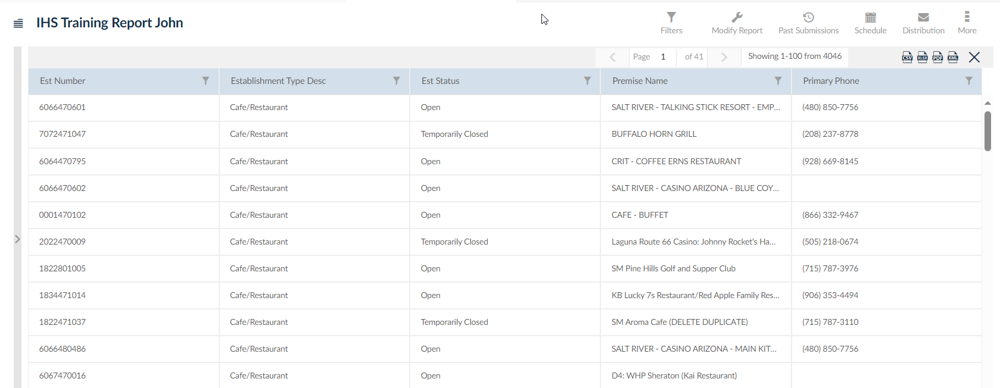 IHS Training Report John
Filters
Modify Report
Past Submissions
Schedule
Distribution
More
Page 1 of 41
Showing 1-100 from 4046
CSV XLSX PDF XML
Est Number Establishment Type Desc Est Status Premise Name Primary Phone
6066470601 Cafe/Restaurant Open SALT RIVER - TALKING STICK RESORT - EMP... (480) 850-7756
7072471047 Cafe/Restaurant Temporarily Closed BUFFALO HORN GRILL (208) 237-8778
6064470795 Cafe/Restaurant Open CRIT - COFFEE ERNS RESTAURANT (928) 669-8145
6066470602 Cafe/Restaurant Open SALT RIVER - CASINO ARIZONA - BLUE COY...
0001470102 Cafe/Restaurant Open CAFE - BUFFET (866) 332-9467
2022470009 Cafe/Restaurant Temporarily Closed Laguna Route 66 Casino: Johnny Rocket's Ha... (505) 218-0674
1822801005 Cafe/Restaurant Open SM Pine Hills Golf and Supper Club (715) 787-3976
1834471014 Cafe/Restaurant Open KB Lucky 7s Restaurant/Red Apple Family Res... (906) 353-4494
1822471037 Cafe/Restaurant Temporarily Closed SM Aroma Cafe (DELETE DUPLICATE) (715) 787-3110
6066480486 Cafe/Restaurant Open SALT RIVER - CASINO ARIZONA - MAIN KIT... (480) 850-7756
6067470016 Cafe/Restaurant Open D4: WHP Sheraton (Kai Restaurant)